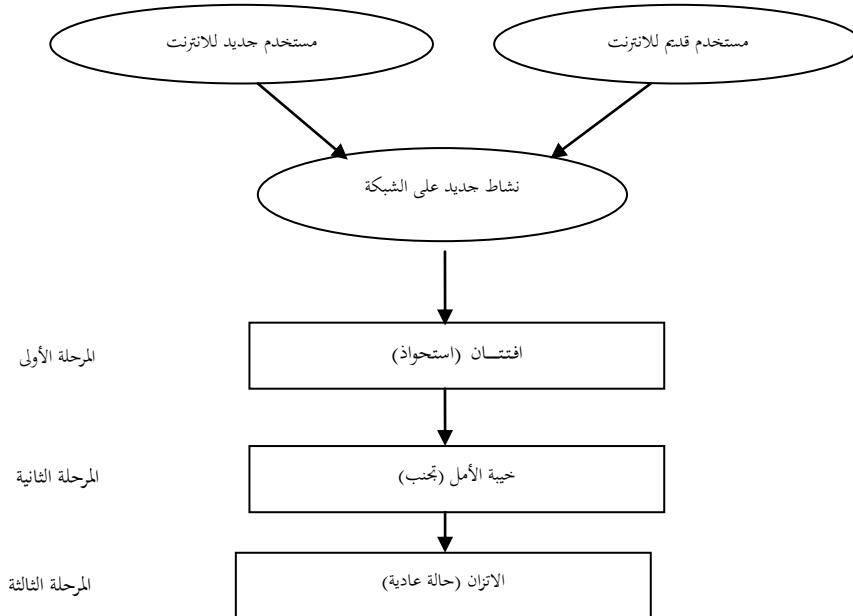 مستخدم قديم للانترنت
مستخدم جديد للانترنت
نشاط جديد على الشبكة
افتتـــان (استحواذ)
المرحلة الأولى
خيبة الأمل (تجنب)
المرحلة الثانية
الاتزان (حالة عادية)
المرحلة الثالثة